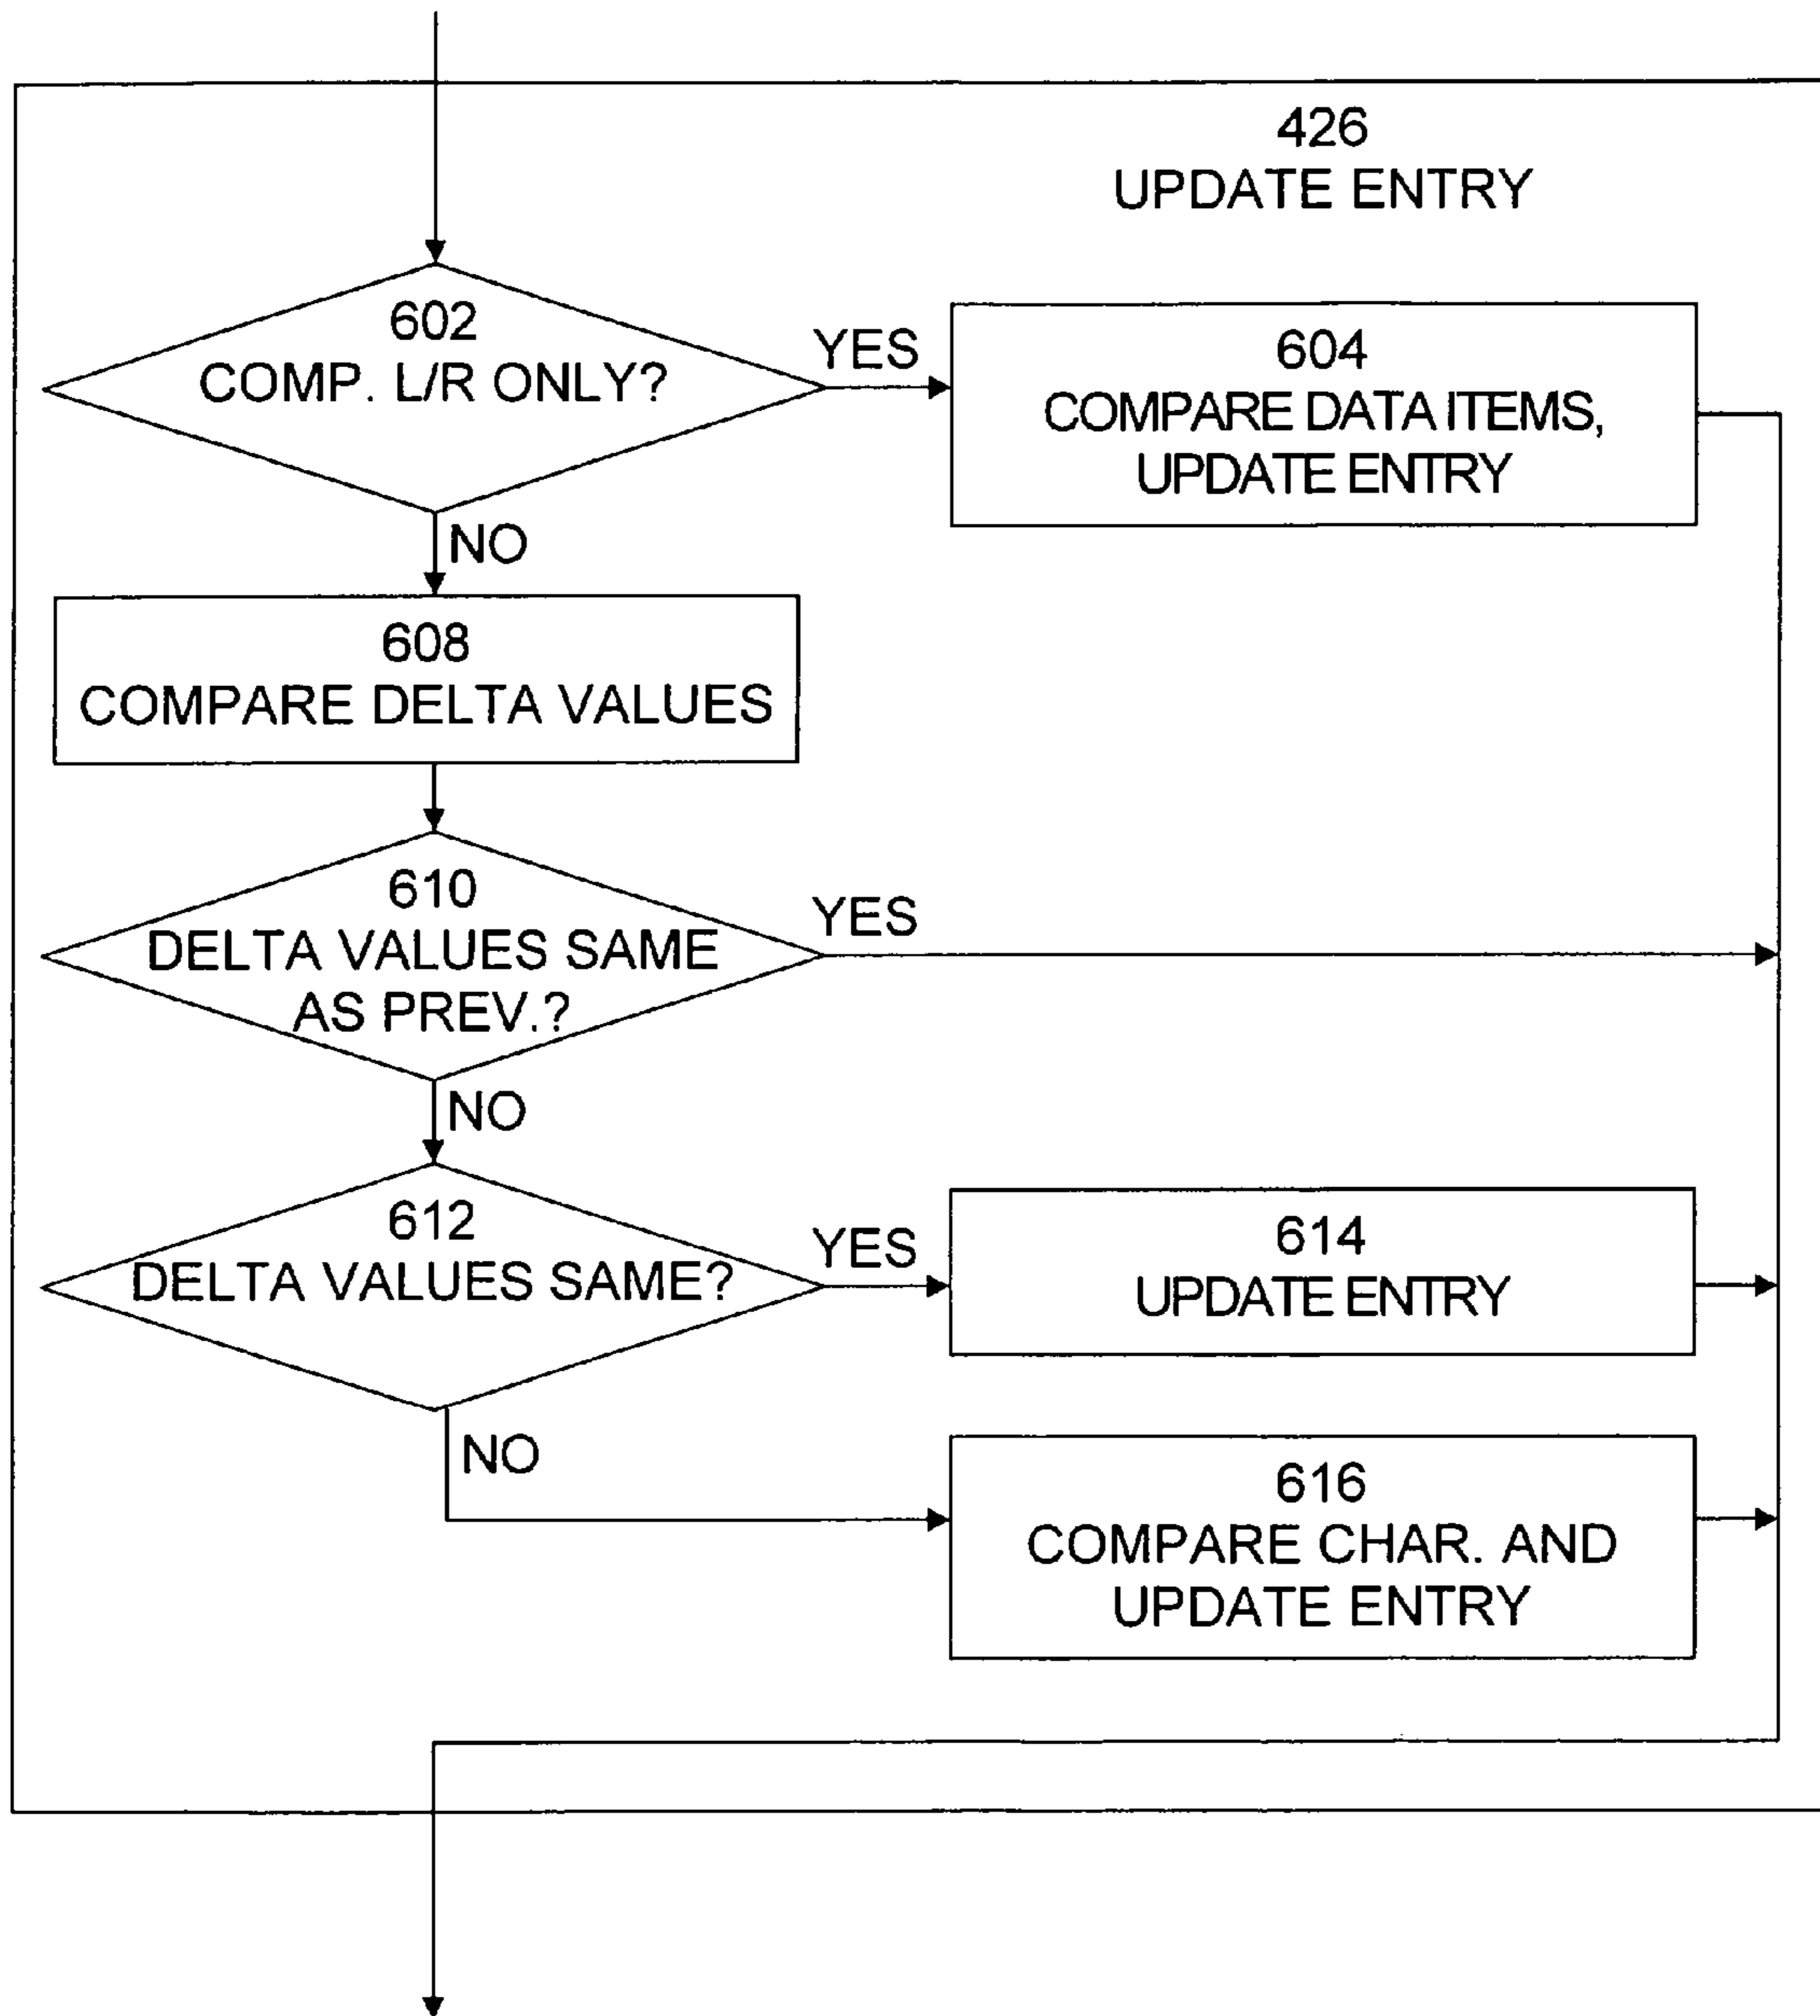 426
UPDATE ENTRY
602
COMP. L/R ONLY?
YES
604
COMPARE DATA ITEMS,
UPDATE ENTRY
NO
608
COMPARE DELTA VALUES
610
DELTA VALUES SAME
AS PREV.?
YES
NO
612
DELTA VALUES SAME?
YES
614
UPDATE ENTRY
NO
616
COMPARE CHAR. AND
UPDATE ENTRY